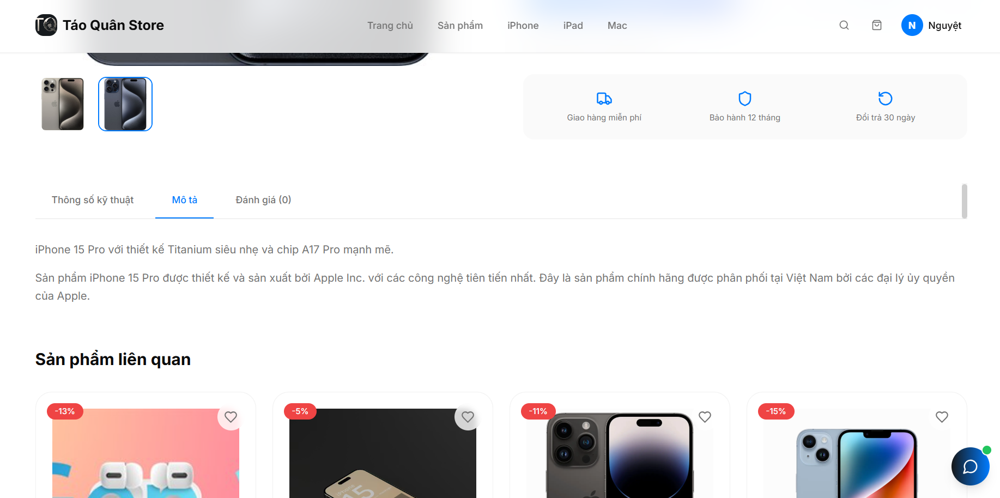 TQ Táo Quân Store
Trang chủ Sản phẩm iPhone iPad Mac
N Nguyệt
Giao hàng miễn phí Bảo hành 12 tháng Đổi trả 30 ngày
Thông số kỹ thuật Mô tả Đánh giá (0)
iPhone 15 Pro với thiết kế Titanium siêu nhẹ và chip A17 Pro mạnh mẽ.
Sản phẩm iPhone 15 Pro được thiết kế và sản xuất bởi Apple Inc. với các công nghệ tiên tiến nhất. Đây là sản phẩm chính hãng được phân phối tại Việt Nam bởi các đại lý ủy quyền
của Apple.
Sản phẩm liên quan
-13% -5% -11% -15%
iPhone
15